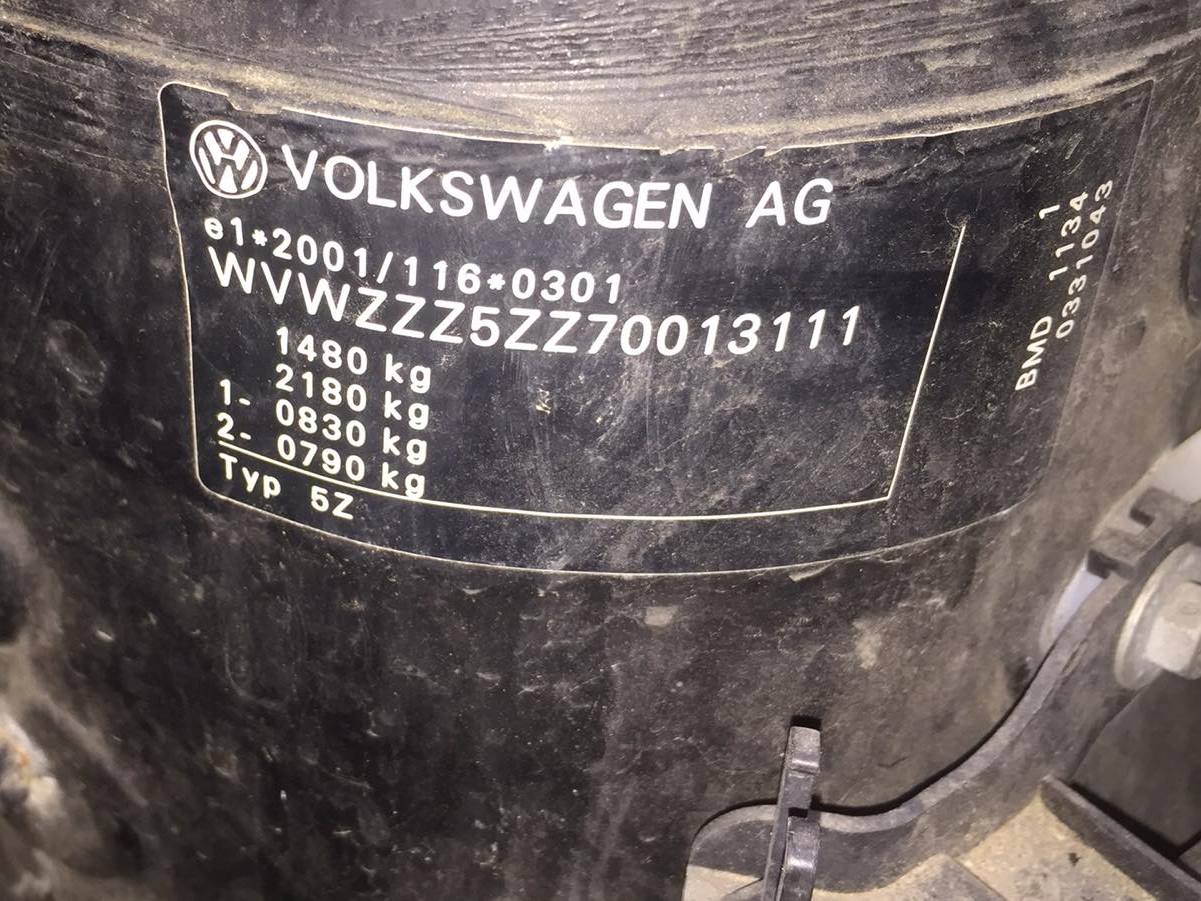 VOLKSWAGEN AG
e1*2001/116*0301
WVWZZZ5ZZ70013111
1480 kg
2180 kg
1- 0830 kg
2- 0790 kg
Typ 5Z
BMD 1134 1
0331043